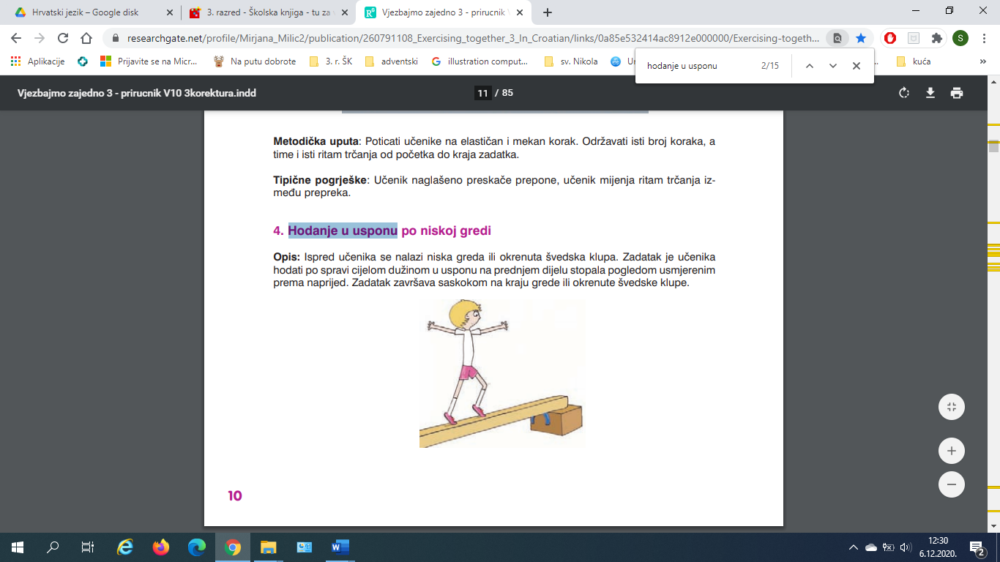 Hrvatski jezik – Google disk
3. razred - Školska knjiga - tu za
Vjezbajmo zajedno 3 - prirucnik
researchgate.net/profile/Mirjana_Milic2/publication/260791108_Exercising_together_3_In_Croatian/links/0a85e532414ac8912e000000/Exercising-togeth...
S
Aplikacije
Prijavite se na Micr...
Na putu dobrote
3. r. ŠK
adventski
illustration comput...
sv. Nikola
kuća
»
hodanje u usponu 2/15
Vjezbajmo zajedno 3 - prirucnik V10 3korektura.indd
11 / 85
Metodička uputa: Poticati učenike na elastičan i mekan korak. Održavati isti broj koraka, a
time i isti ritam trčanja od početka do kraja zadatka.
Tipične pogrješke: Učenik naglašeno preskače prepone, učenik mijenja ritam trčanja iz-
među prepreka.
4. Hodanje u usponu po niskoj gredi
Opis: Ispred učenika se nalazi niska greda ili okrenuta švedska klupa. Zadatak je učenika
hodati po spravi cijelom dužinom u usponu na prednjem dijelu stopala pogledom usmjerenim
prema naprijed. Zadatak završava saskokom na kraju grede ili okrenute švedske klupe.
10
12:30
6.12.2020.
2